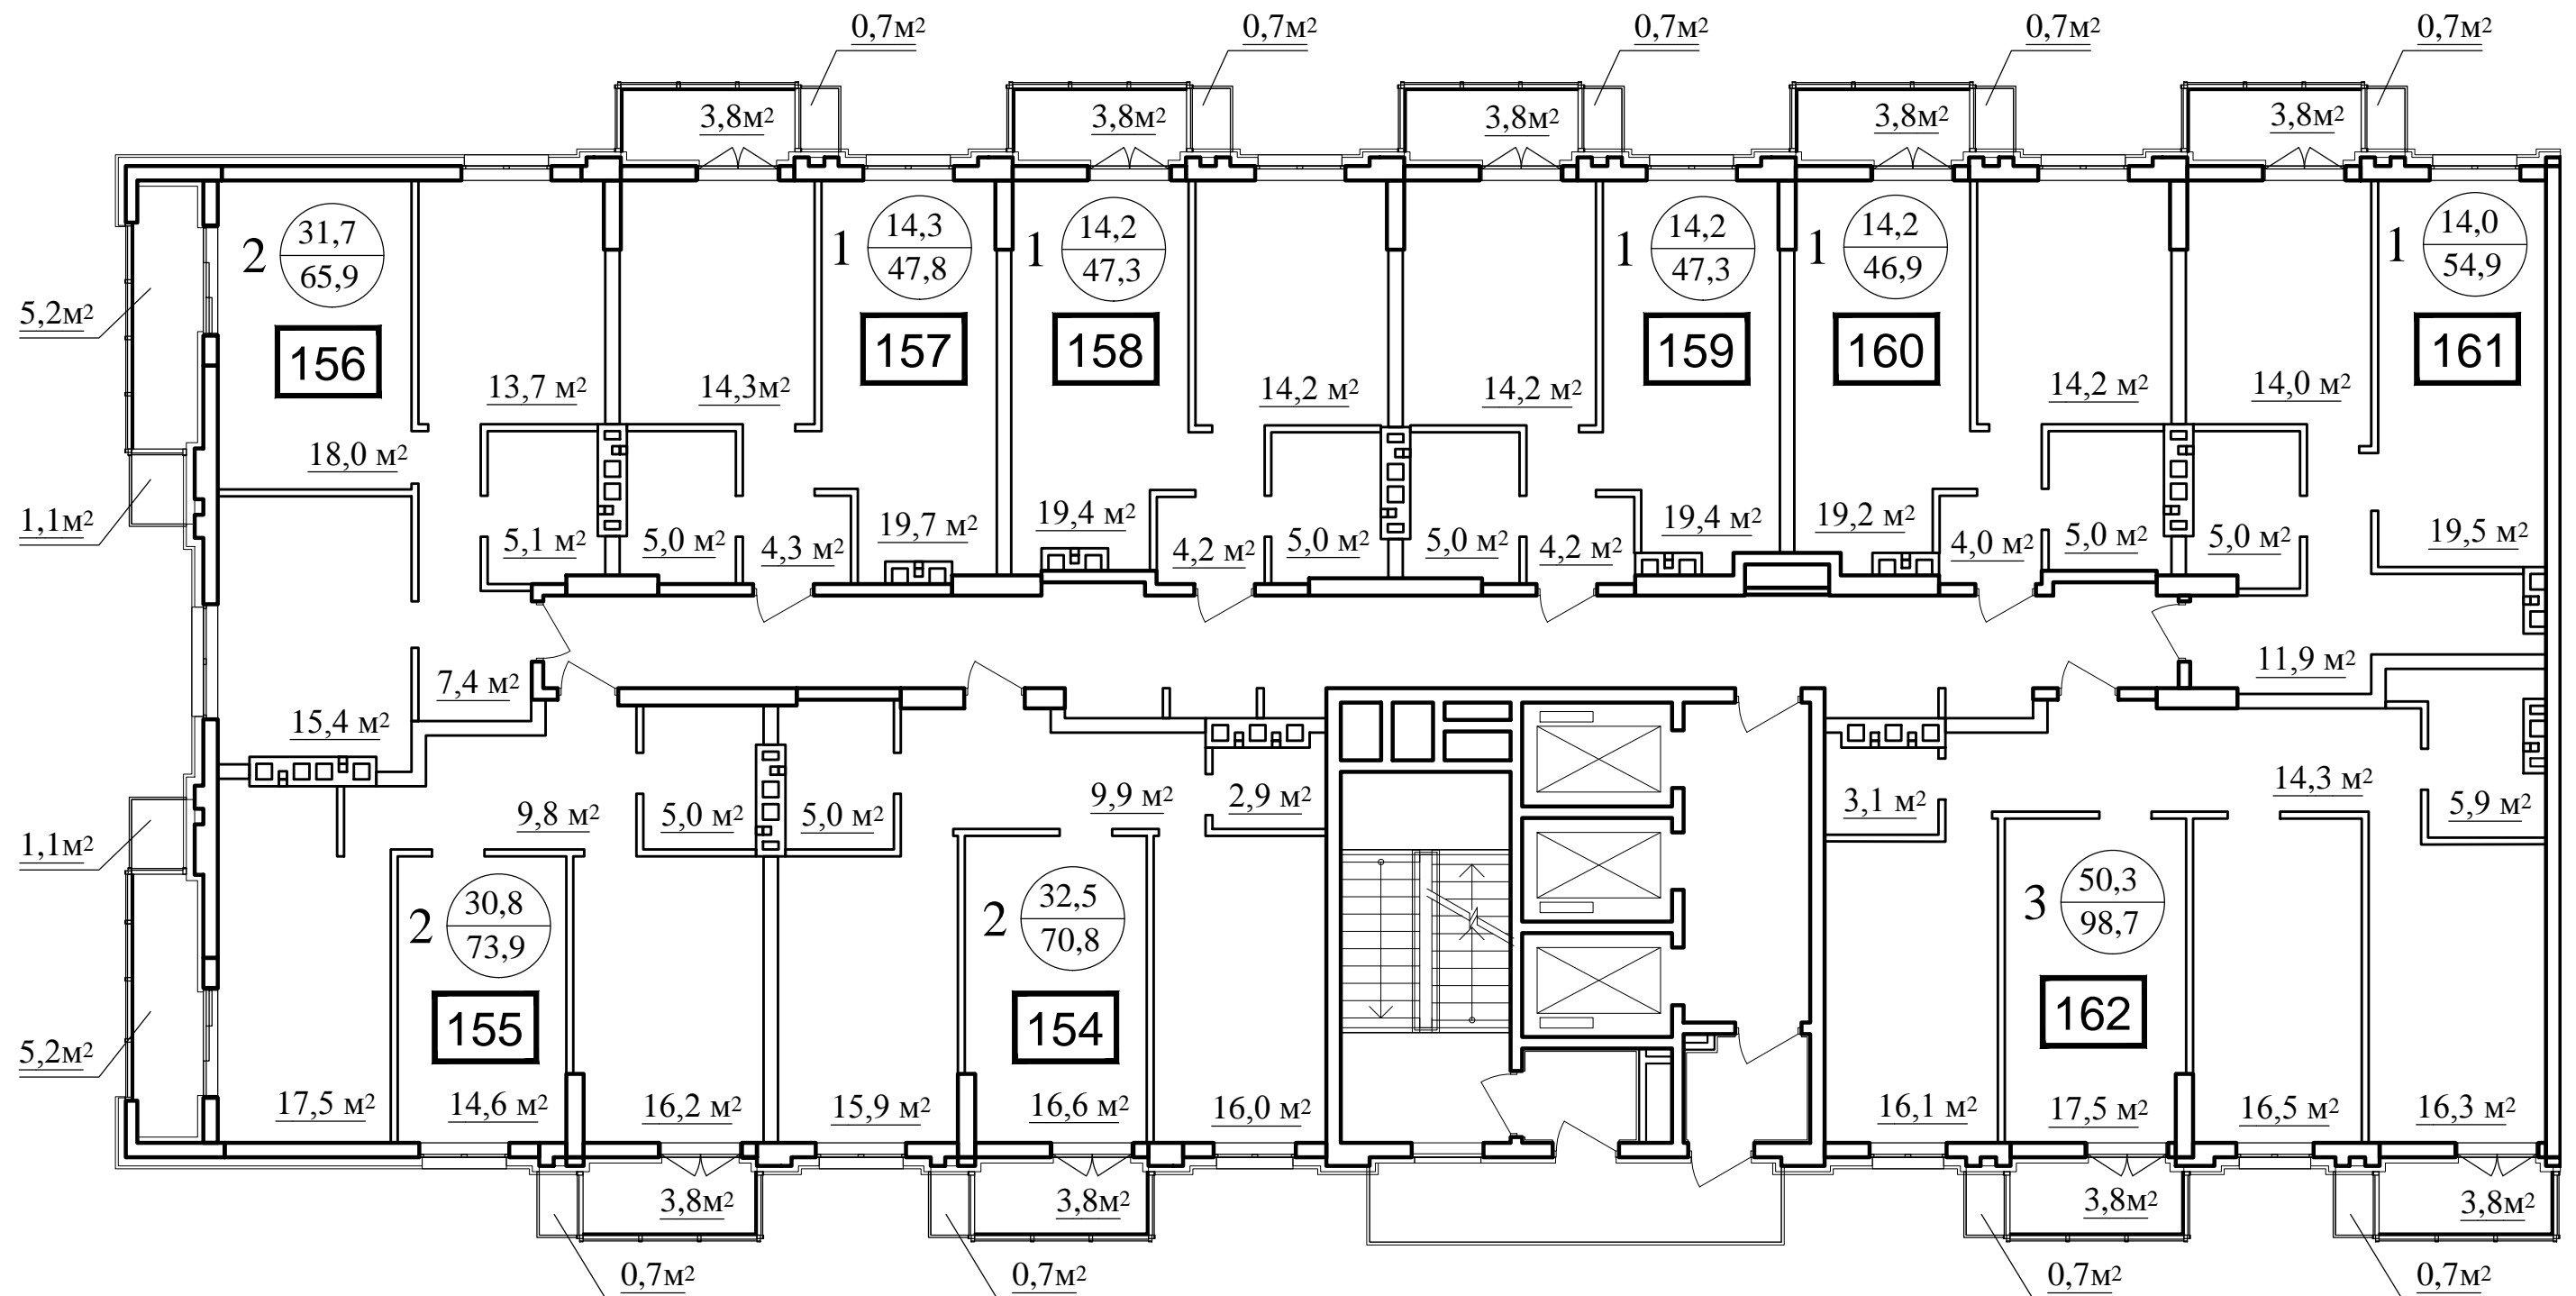 0,7м²
0,7м²
0,7м²
0,7м²
0,7м²
3,8м²
3,8м²
3,8м²
3,8м²
3,8м²
2
31,7
65,9
156
1
14,3
47,8
157
1
14,2
47,3
158
1
14,2
47,3
159
1
14,2
46,9
160
1
14,0
54,9
161
5,2м²
13,7 м²
14,3м²
14,2 м²
14,2 м²
14,2 м²
14,0 м²
18,0 м²
1,1м²
5,1 м²
5,0 м²
4,3 м²
19,7 м²
19,4 м²
4,2 м²
5,0 м²
5,0 м²
4,2 м²
19,4 м²
19,2 м²
4,0 м²
5,0 м²
5,0 м²
19,5 м²
7,4 м²
11,9 м²
15,4 м²
9,8 м²
5,0 м²
5,0 м²
9,9 м²
2,9 м²
3,1 м²
14,3 м²
5,9 м²
1,1м²
2
30,8
73,9
155
2
32,5
70,8
154
3
50,3
98,7
162
5,2м²
17,5 м²
14,6 м²
16,2 м²
15,9 м²
16,6 м²
16,0 м²
16,1 м²
17,5 м²
16,5 м²
16,3 м²
3,8м²
3,8м²
3,8м²
3,8м²
0,7м²
0,7м²
0,7м²
0,7м²